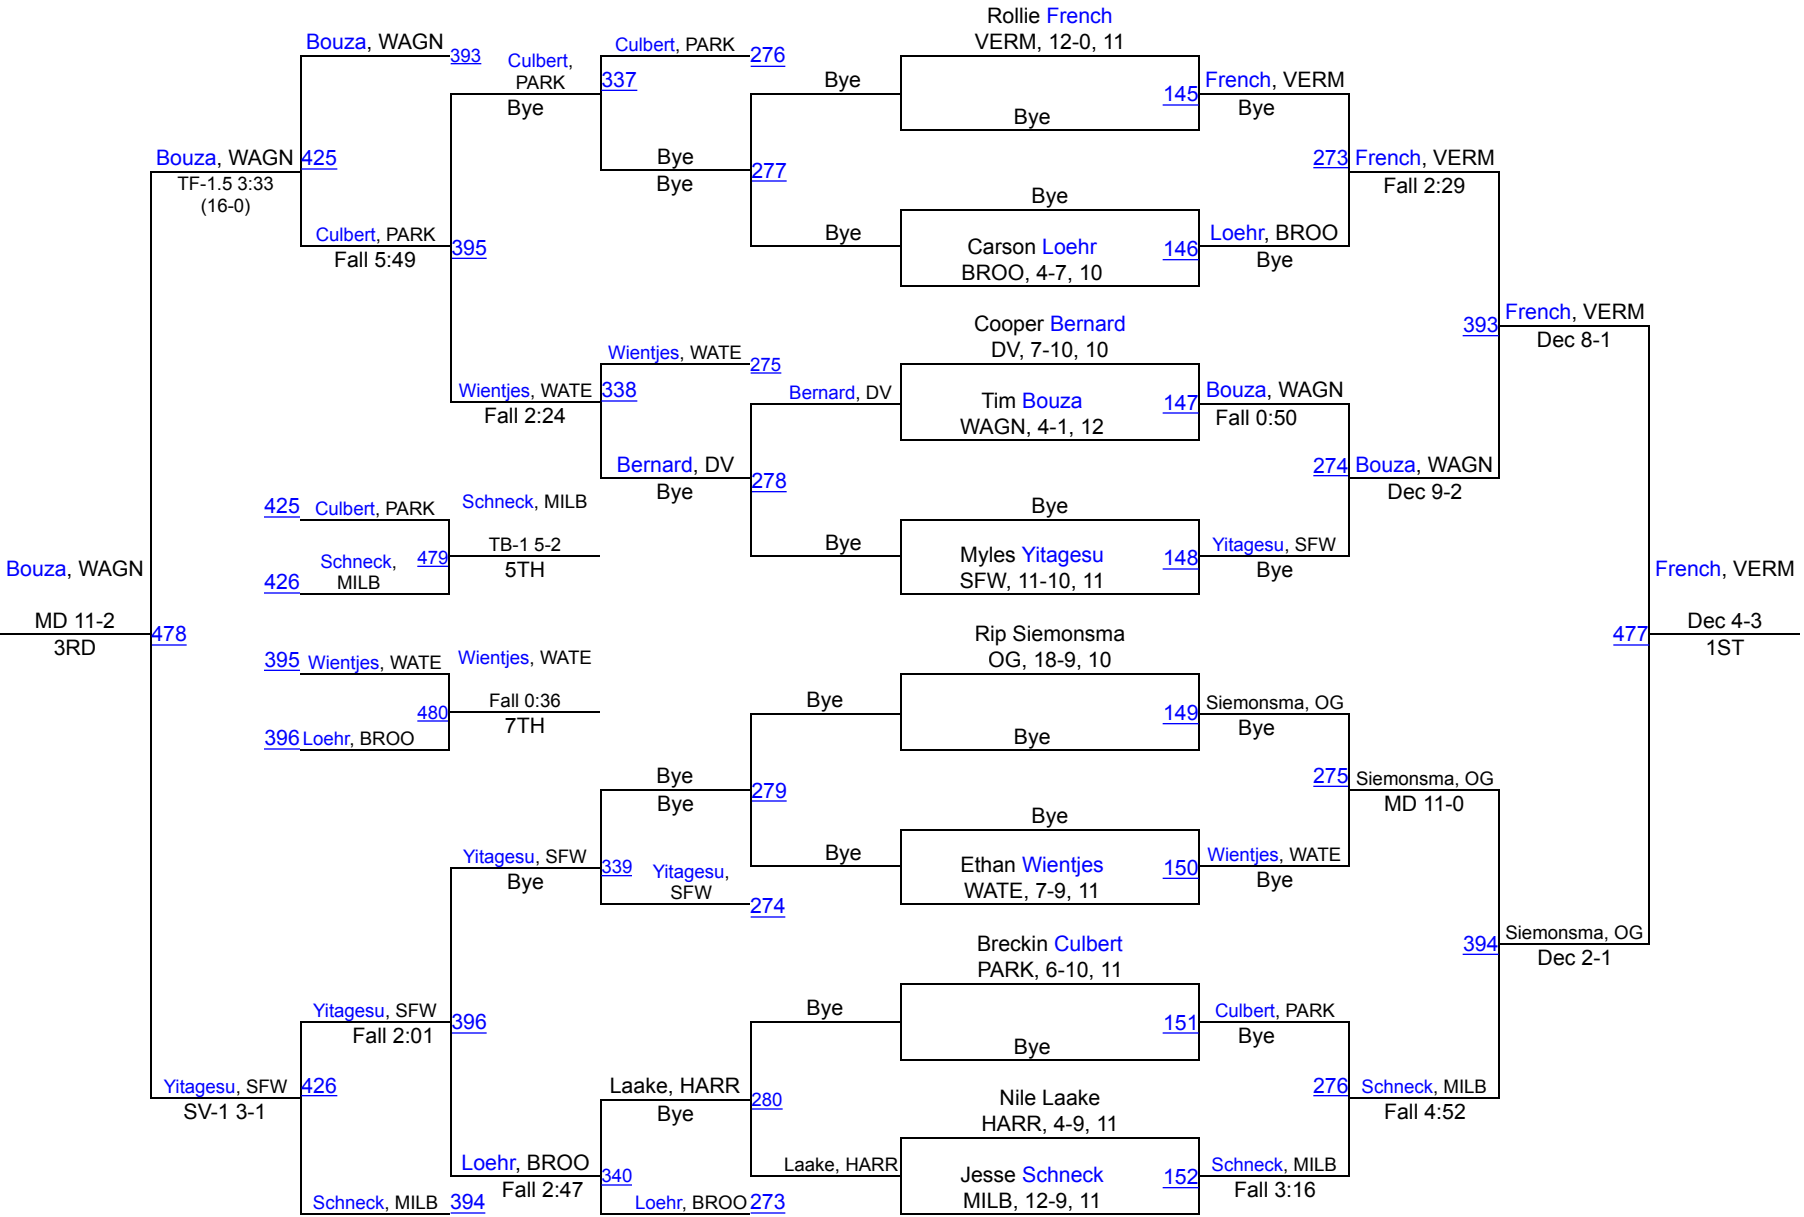 Rollie French
VERM, 12-0, 11
Bouza, WAGN
393
Culbert,
PARK
Bye
Culbert, PARK
276
337
Bye
145
French, VERM
Bye
Bye
Bouza, WAGN
425
TF-1.5 3:33
(16-0)
Bye
Bye
277
273
French, VERM
Fall 2:29
Bye
Culbert, PARK
395
Fall 5:49
Bye
Carson Loehr
BROO, 4-7, 10
146
Loehr, BROO
Bye
Cooper Bernard
DV, 7-10, 10
393
French, VERM
Dec 8-1
Wientjes, WATE
275
Wientjes, WATE
338
Fall 2:24
Bernard, DV
Tim Bouza
WAGN, 4-1, 12
147
Bouza, WAGN
Fall 0:50
Bernard, DV
Bye
278
274
Bouza, WAGN
Dec 9-2
425
Culbert, PARK
Schneck, MILB
Bye
479
TB-1 5-2
5TH
Schneck,
MILB
426
Bye
Myles Yitagesu
SFW, 11-10, 11
148
Yitagesu, SFW
Bye
Bouza, WAGN
MD 11-2
3RD
478
French, VERM
477
Dec 4-3
1ST
Rip Siemonsma
OG, 18-9, 10
395
Wientjes, WATE
Wientjes, WATE
480
Fall 0:36
7TH
396
Loehr, BROO
Bye
149
Siemonsma, OG
Bye
Bye
Bye
Bye
279
275
Siemonsma, OG
MD 11-0
Bye
Yitagesu, SFW
Bye
339
Yitagesu,
SFW
274
Bye
Ethan Wientjes
WATE, 7-9, 11
150
Wientjes, WATE
Bye
Breckin Culbert
PARK, 6-10, 11
394
Siemonsma, OG
Dec 2-1
Yitagesu, SFW
396
Fall 2:01
Bye
151
Culbert, PARK
Bye
Bye
Yitagesu, SFW
426
SV-1 3-1
Laake, HARR
Bye
280
Nile Laake
HARR, 4-9, 11
276
Schneck, MILB
Fall 4:52
Loehr, BROO
340
Fall 2:47
Laake, HARR
Jesse Schneck
MILB, 12-9, 11
152
Schneck, MILB
Fall 3:16
Schneck, MILB
394
Loehr, BROO
273